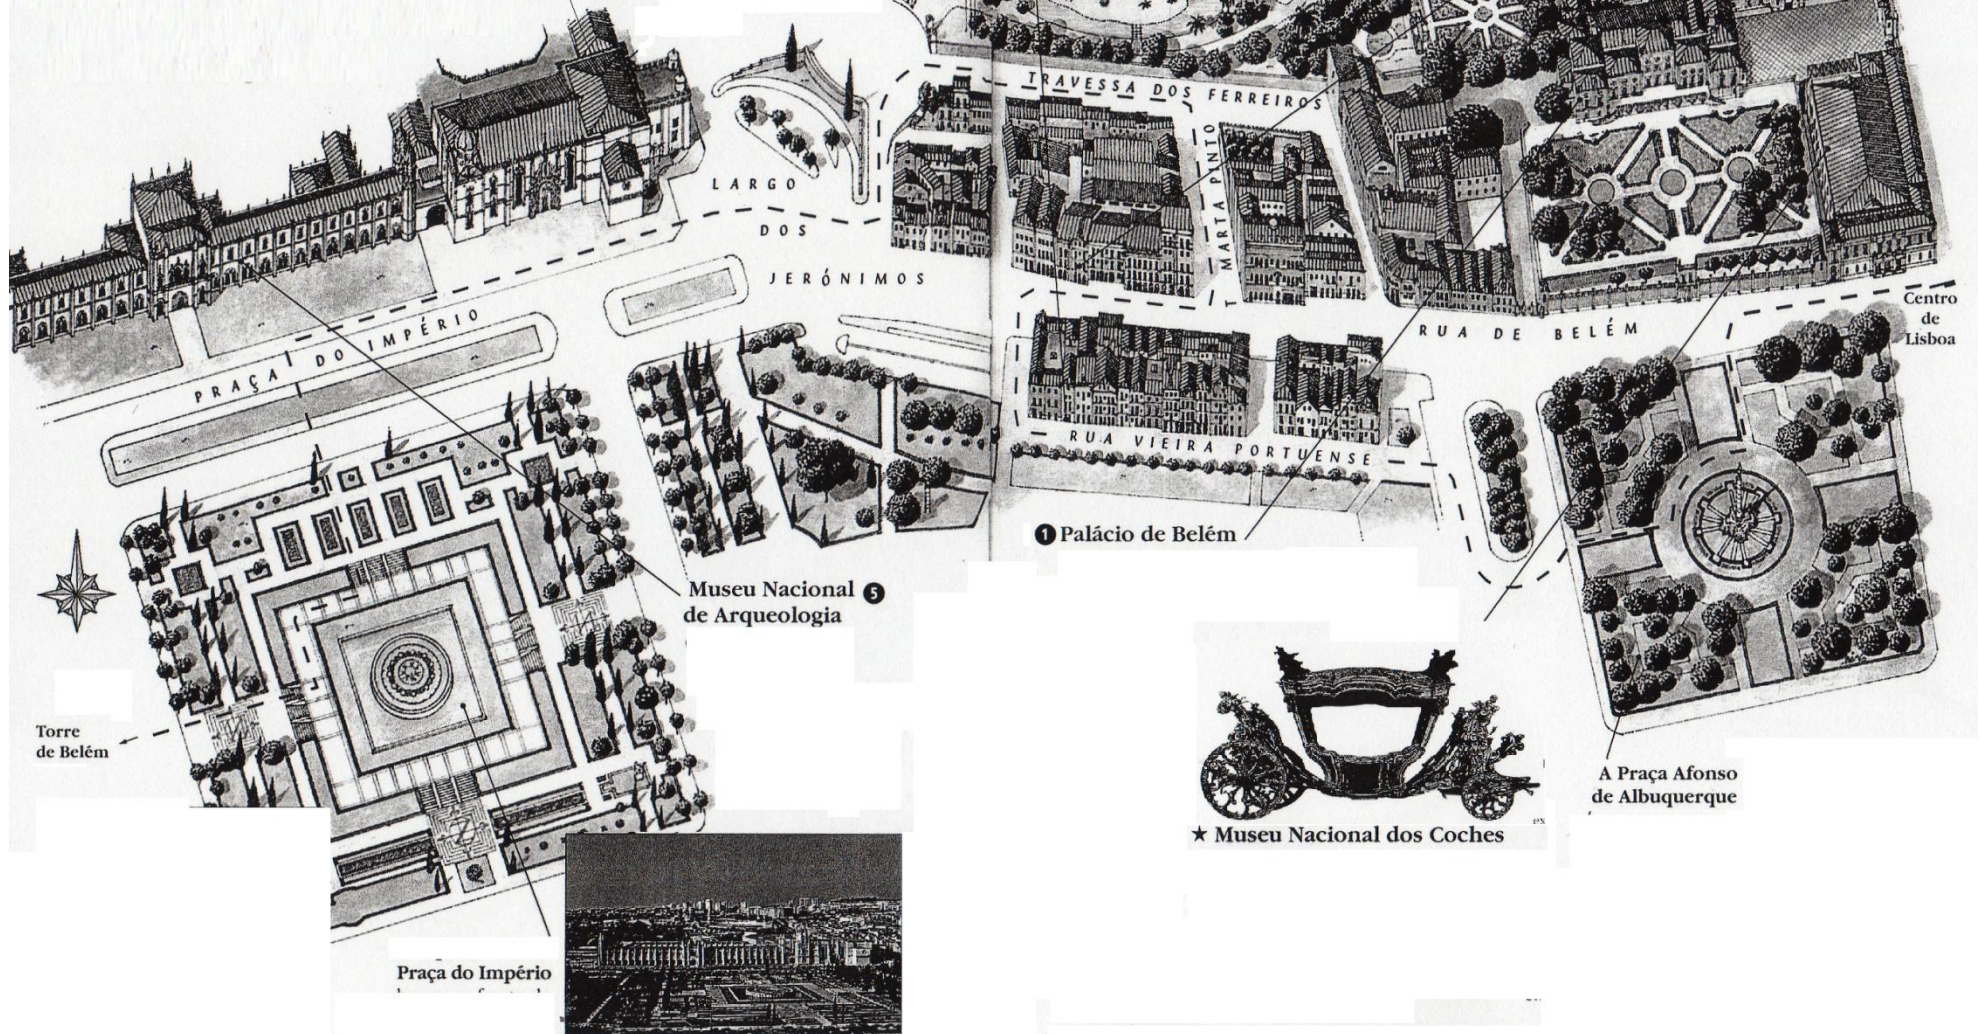 TRAVESSA DOS FERREIROS
T MARTA PINTO
LARGO
DOS
JERÓNIMOS
PRAÇA DO IMPÉRIO
RUA DE BELÉM
Centro
de
Lisboa
RUA VIEIRA PORTUENSE
❶ Palácio de Belém
Museu Nacional ❺
de Arqueologia
Torre
de Belém
A Praça Afonso
de Albuquerque
★ Museu Nacional dos Coches
Praça do Império